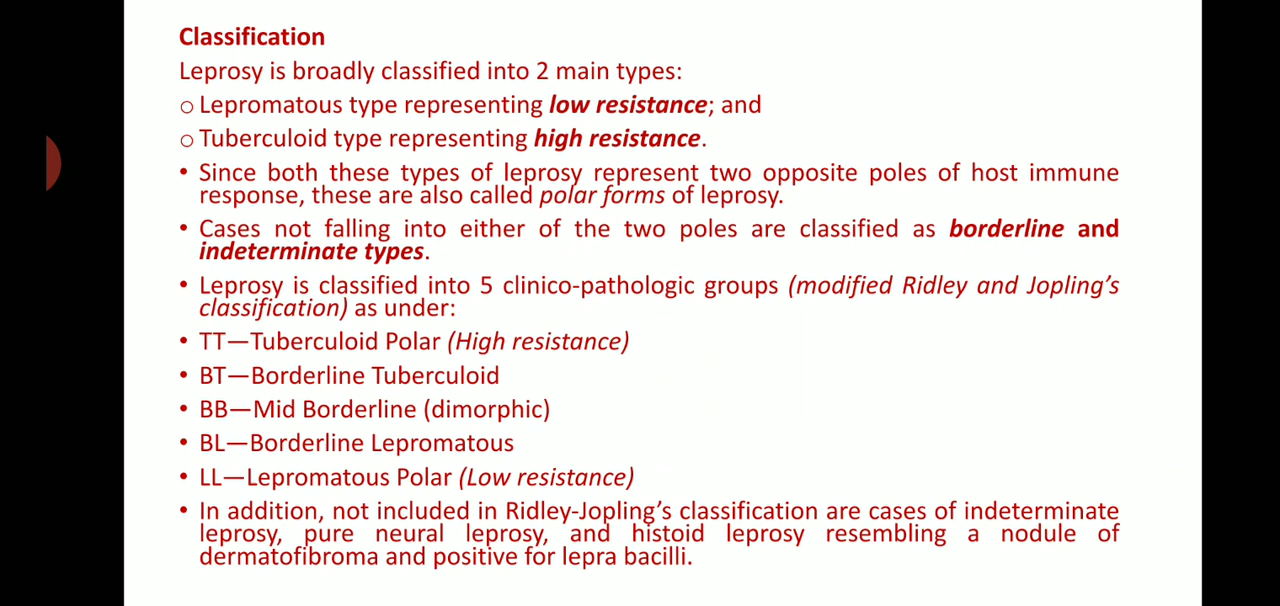 Classification
Leprosy is broadly classified into 2 main types:
○ Lepromatous type representing low resistance; and
○ Tuberculoid type representing high resistance.
• Since both these types of leprosy represent two opposite poles of host immune
response, these are also called polar forms of leprosy.
• Cases not falling into either of the two poles are classified as borderline and
indeterminate types.
• Leprosy is classified into 5 clinico-pathologic groups (modified Ridley and Jopling’s
classification) as under:
• TT—Tuberculoid Polar (High resistance)
• BT—Borderline Tuberculoid
• BB—Mid Borderline (dimorphic)
• BL—Borderline Lepromatous
• LL—Lepromatous Polar (Low resistance)
• In addition, not included in Ridley-Jopling’s classification are cases of indeterminate
leprosy, pure neural leprosy, and histoid leprosy resembling a nodule of
dermatofibroma and positive for lepra bacilli.